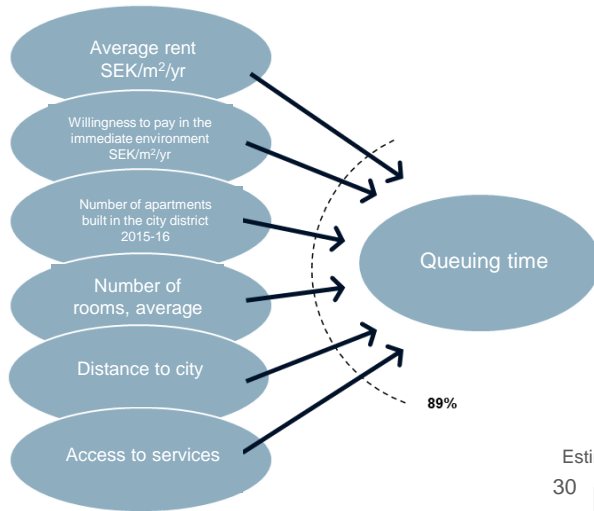 Average rent
SEK/m²/yr
Willingness to pay in the
immediate environment
SEK/m²/yr
Number of apartments
built in the city district
2015-16
Number of
rooms, average
Distance to city
Access to services
Queuing time
89%
Esti
30